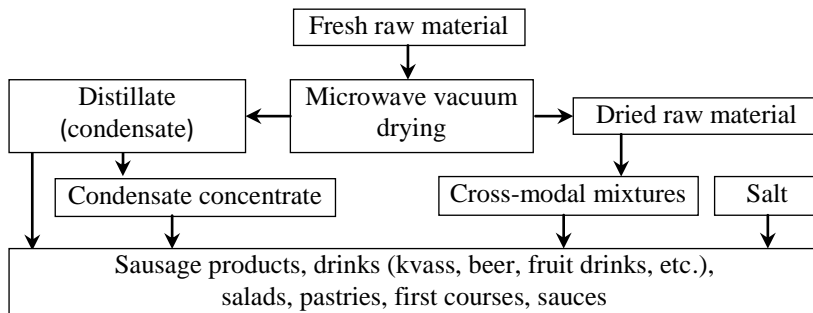 Fresh raw material
Distillate
(condensate)
Microwave vacuum
drying
Dried raw material
Condensate concentrate
Cross-modal mixtures
Salt
Sausage products, drinks (kvass, beer, fruit drinks, etc.),
salads, pastries, first courses, sauces